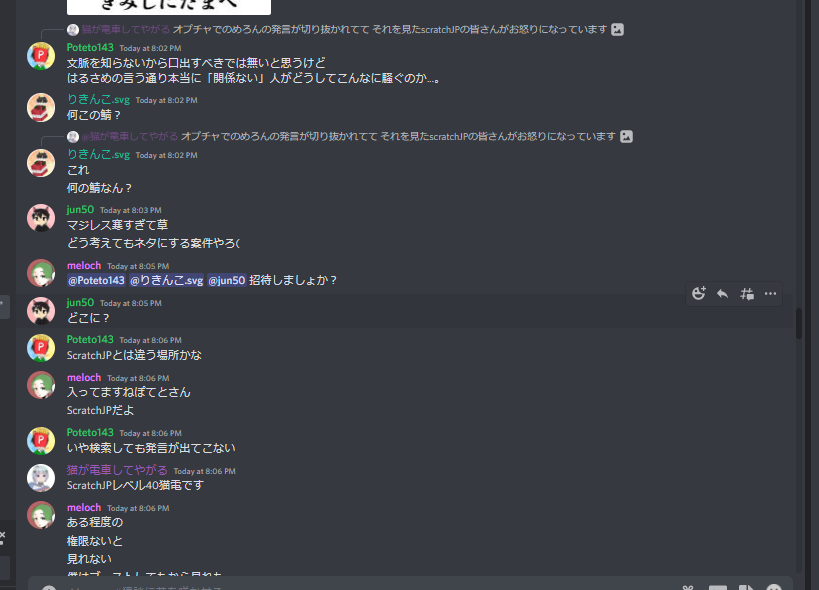 きみしにたまへ
猫が電車してやがる オプチャでのめろんの発言が切り抜かれてて それを見たscratchJPの皆さんがお怒りになっています
Poteto143 Today at 8:02 PM
文脈を知らないから口出すべきでは無いと思うけど
はるさめの言う通り本当に「関係ない」人がどうしてこんなに騒ぐのか…。
りきんこ.svg Today at 8:02 PM
何この鯖？
@猫が電車してやがる オプチャでのめろんの発言が切り抜かれてて それを見たscratchJPの皆さんがお怒りになっています
りきんこ.svg Today at 8:02 PM
これ
何の鯖なん？
jun50 Today at 8:03 PM
マジレス寒すぎて草
どう考えてもネタにする案件やろ(
meloch Today at 8:05 PM
@Poteto143 @りきんこ.svg @jun50 招待しましょか？
jun50 Today at 8:05 PM
どこに？
Poteto143 Today at 8:06 PM
ScratchJPとは違う場所かな
meloch Today at 8:06 PM
入ってますねぽてとさん
ScratchJPだよ
Poteto143 Today at 8:06 PM
いや検索しても発言が出てこない
猫が電車してやがる Today at 8:06 PM
ScratchJPレベル40猫電です
meloch Today at 8:06 PM
ある程度の
権限ないと
見れない